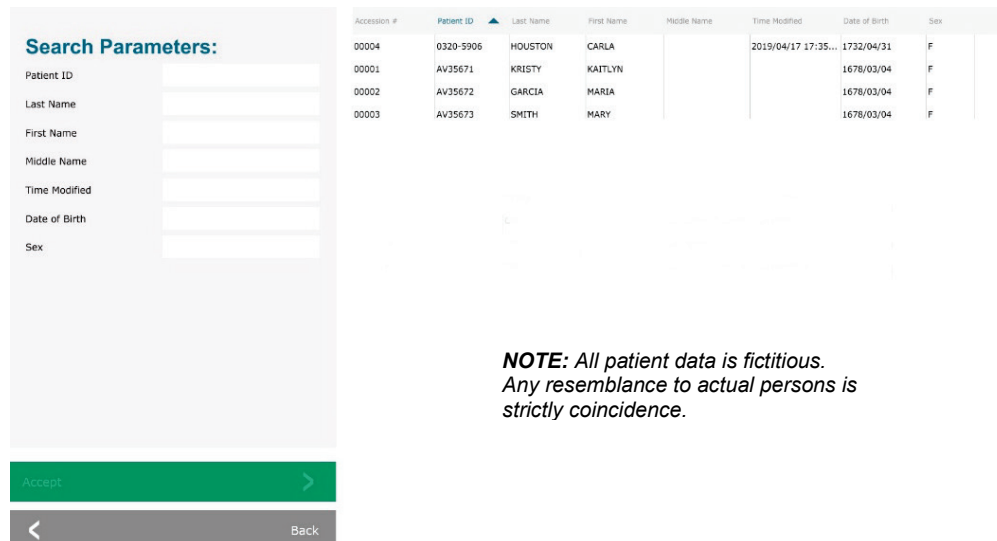 Search Parameters:
Patient ID
Last Name
First Name
Middle Name
Time Modified
Date of Birth
Sex
Accept
Back
Accession # Patient ID Last Name First Name Middle Name Time Modified Date of Birth Sex
00004 0320-5906 HOUSTON CARLA 2019/04/17 17:35... 1732/04/31 F
00001 AV35671 KRISTY KAITLYN 1678/03/04 F
00002 AV35672 GARCIA MARIA 1678/03/04 F
00003 AV35673 SMITH MARY 1678/03/04 F
NOTE: All patient data is fictitious.
Any resemblance to actual persons is
strictly coincidence.